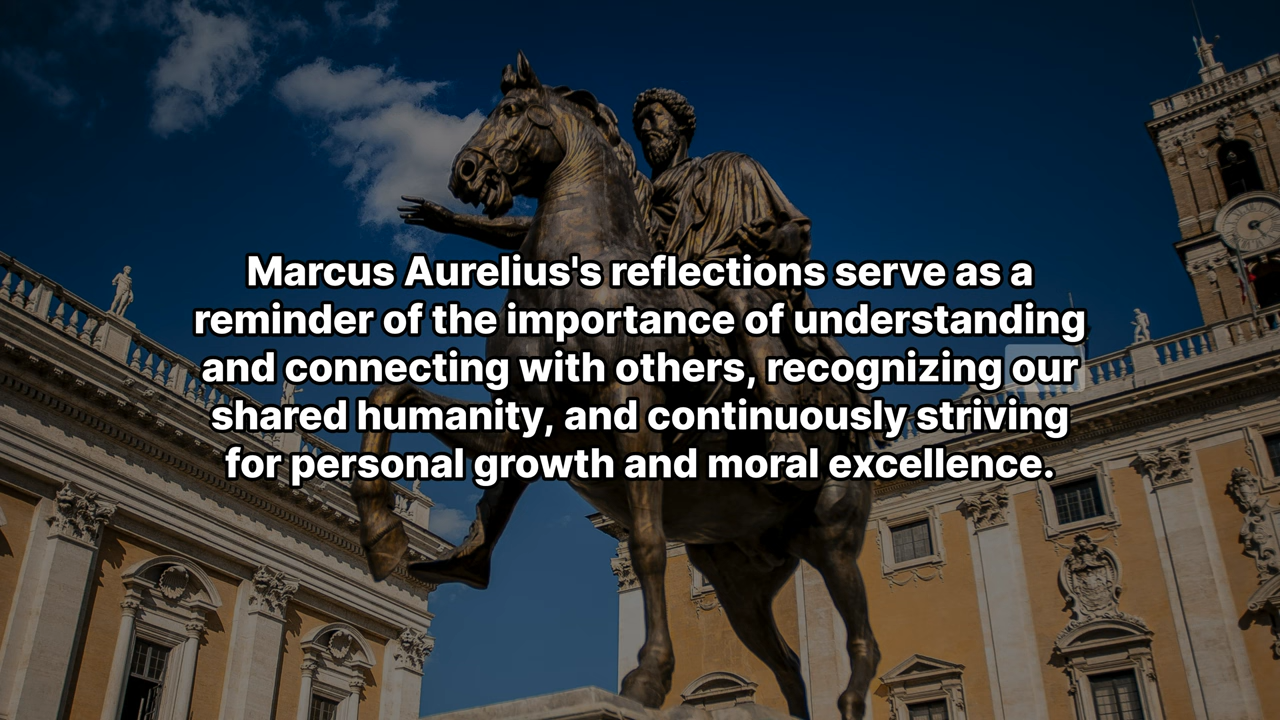 Marcus Aurelius's reflections serve as a
reminder of the importance of understanding
and connecting with others, recognizing our
shared humanity, and continuously striving
for personal growth and moral excellence.